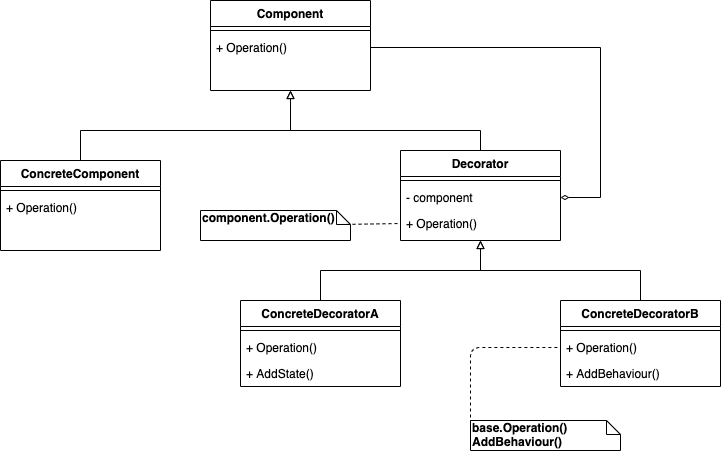 Component
+ Operation()
ConcreteComponent
+ Operation()
Decorator
- component
+ Operation()
component.Operation()
ConcreteDecoratorA
+ Operation()
+ AddState()
ConcreteDecoratorB
+ Operation()
+ AddBehaviour()
base.Operation()
AddBehaviour()